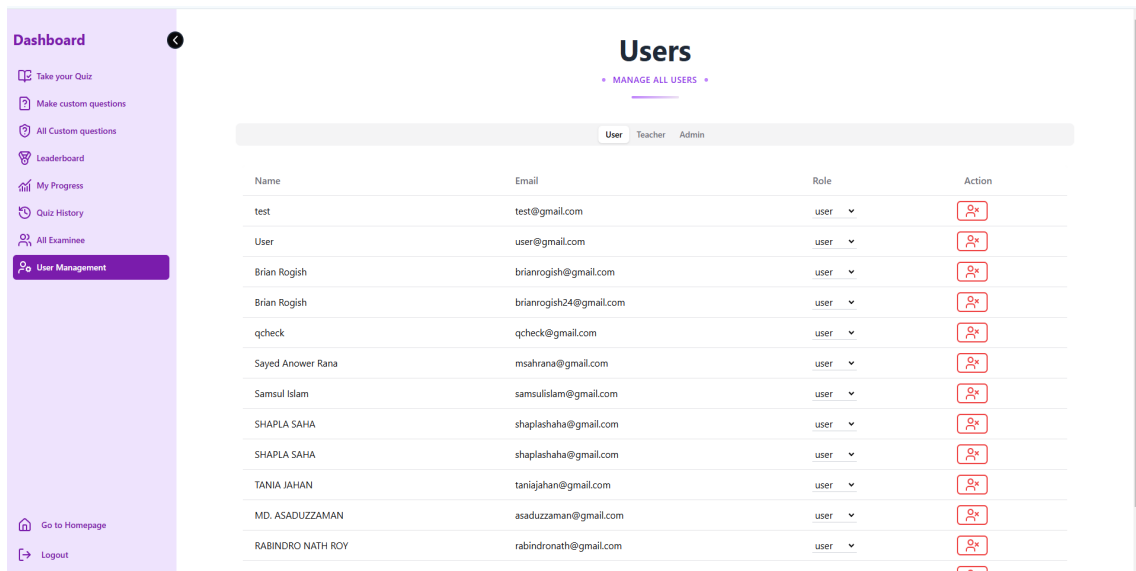 Dashboard
Take your Quiz
Make custom questions
All Custom questions
Leaderboard
My Progress
Quiz History
All Examinee
User Management
Go to Homepage
Logout
Users
MANAGE ALL USERS
User Teacher Admin
Name Email Role Action
test test@gmail.com user
User user@gmail.com user
Brian Rogish brianrogish@gmail.com user
Brian Rogish brianrogish24@gmail.com user
qcheck qcheck@gmail.com user
Sayed Anower Rana msahrana@gmail.com user
Samsul Islam samsulislam@gmail.com user
SHAPLA SAHA shaplashaha@gmail.com user
SHAPLA SAHA shaplashaha@gmail.com user
TANIA JAHAN taniajahan@gmail.com user
MD. ASADUZZAMAN asaduzzaman@gmail.com user
RABINDRO NATH ROY rabindronath@gmail.com user